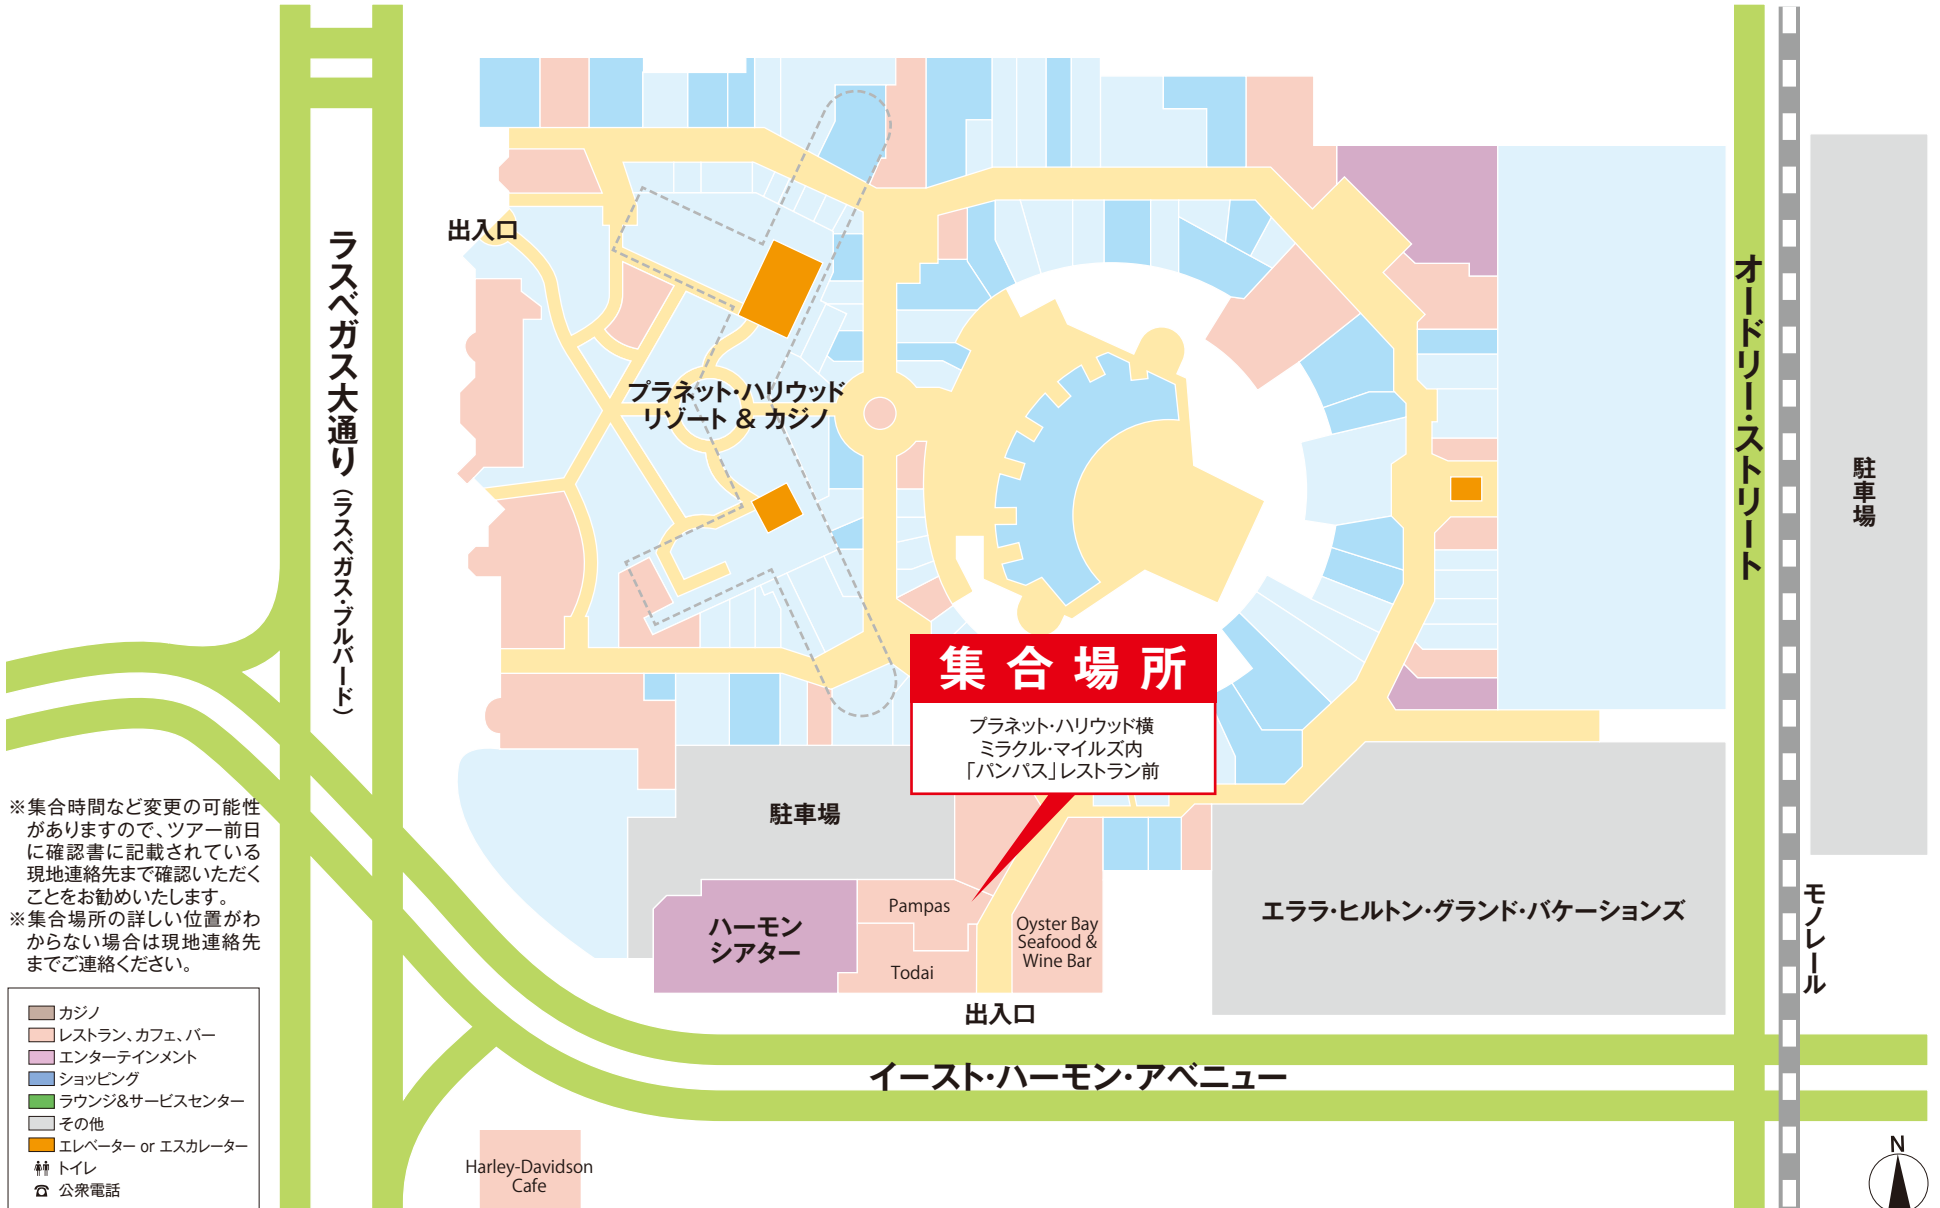 出入口
ラスベガス大通り
（ラスベガス・ブルバード）
プラネット・ハリウッド
リゾート & カジノ
オードリー・ストリート
駐車場
集合場所
プラネット・ハリウッド横
ミラクル・マイルズ内
「パンパス」レストラン前
駐車場
ハーモン
シアター
Pampas
Todai
Oyster Bay
Seafood &
Wine Bar
エララ・ヒルトン・グランド・バケーションズ
モノレール
出入口
イースト・ハーモン・アベニュー
Harley-Davidson
Cafe
※集合時間など変更の可能性
がありますので、ツアー前日
に確認書に記載されている
現地連絡先まで確認いただく
ことをお勧めいたします。
※集合場所の詳しい位置がわ
からない場合は現地連絡先
までご連絡ください。
カジノ
レストラン、カフェ、バー
エンターテインメント
ショッピング
ラウンジ&サービスセンター
その他
エレベーター or エスカレーター
トイレ
公衆電話
N